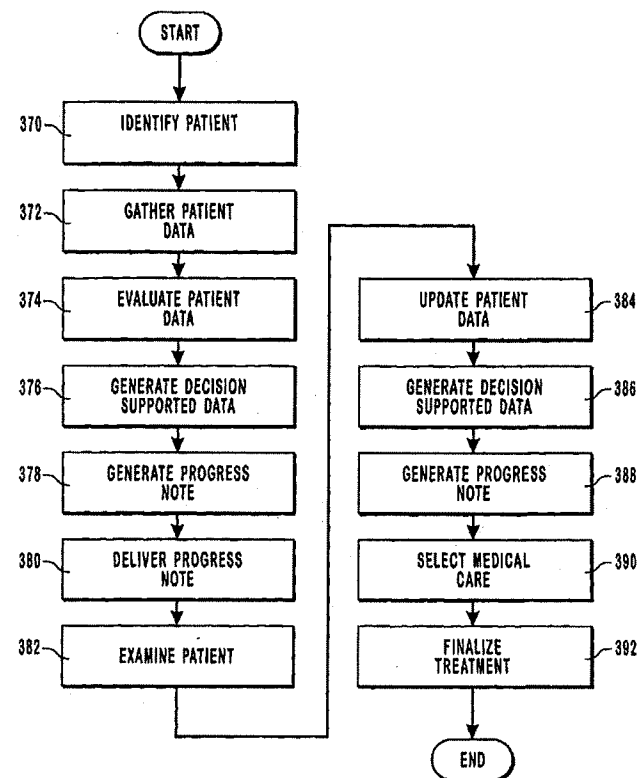 START
370
IDENTIFY PATIENT
372
GATHER PATIENT
DATA
374
EVALUATE PATIENT
DATA
376
GENERATE DECISION
SUPPORTED DATA
378
GENERATE PROGRESS
NOTE
380
DELIVER PROGRESS
NOTE
382
EXAMINE PATIENT
UPDATE PATIENT
DATA
384
GENERATE DECISION
SUPPORTED DATA
386
GENERATE PROGRESS
NOTE
388
SELECT MEDICAL
CARE
390
FINALIZE
TREATMENT
392
END